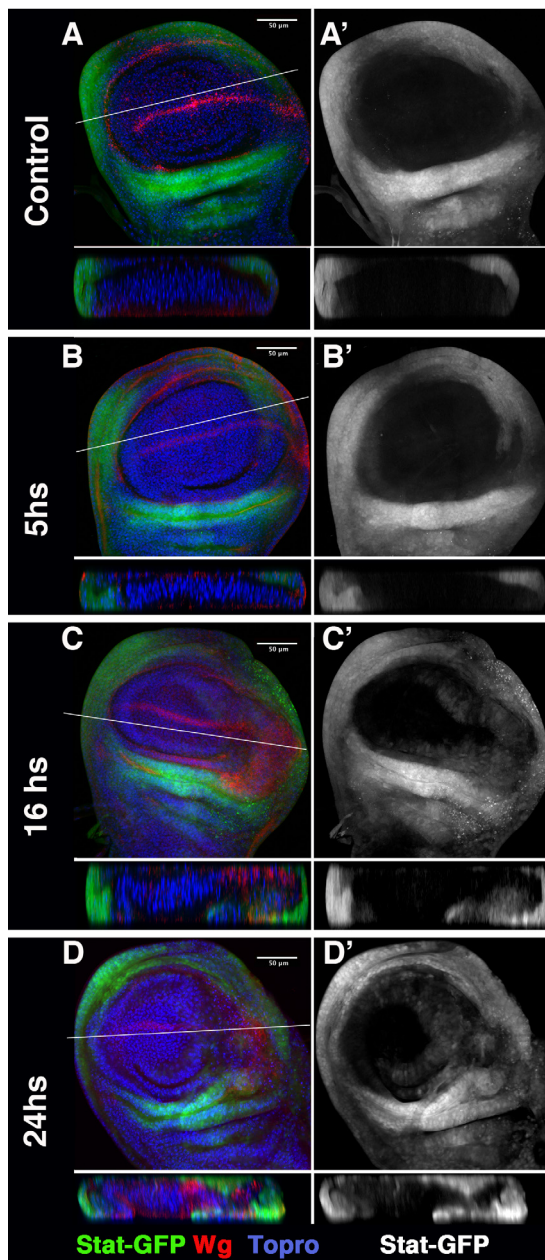 A
50 µm
A'
Control
B
50 µm
B'
5hs
C
50 µm
C'
16 hs
D
50 µm
D'
24hs
Stat-GFP Wg Topro
Stat-GFP